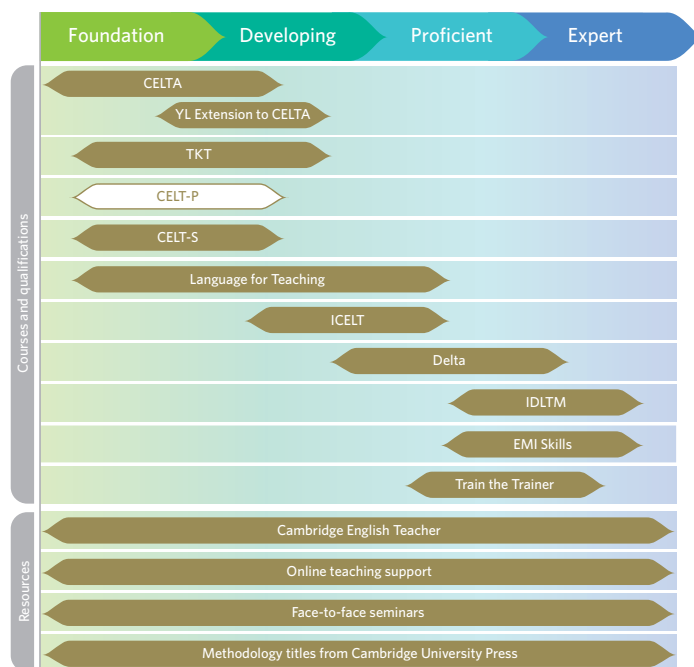 Foundation
Developing
Proficient
Expert
Courses and qualifications
CELTA
YL Extension to CELTA
TKT
CELT-P
CELT-S
Language for Teaching
ICELT
Delta
IDLTM
EMI Skills
Train the Trainer
Resources
Cambridge English Teacher
Online teaching support
Face-to-face seminars
Methodology titles from Cambridge University Press